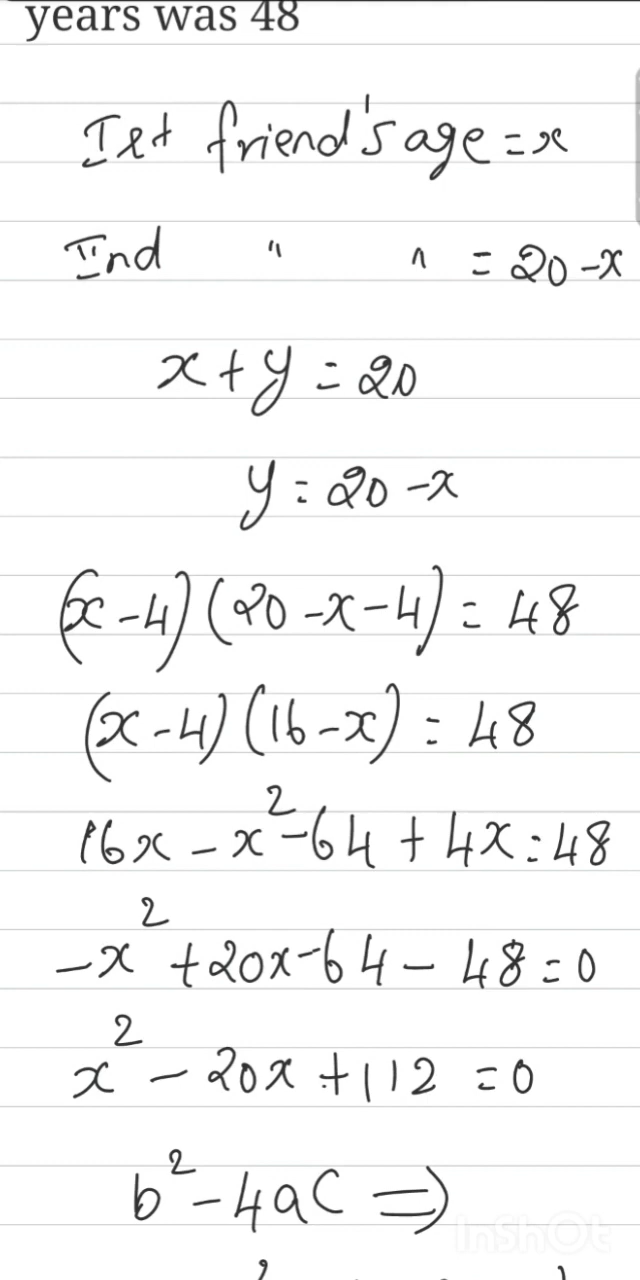 years was 48
Ist friend's age = x
IInd " " = 20 - x
x + y = 20
y = 20 - x
(x - 4) (20 - x - 4) = 48
(x - 4) (16 - x) = 48
16x - x² - 64 + 4x = 48
-x² + 20x - 64 - 48 = 0
x² - 20x + 112 = 0
b² - 4ac ⇒
InShOt